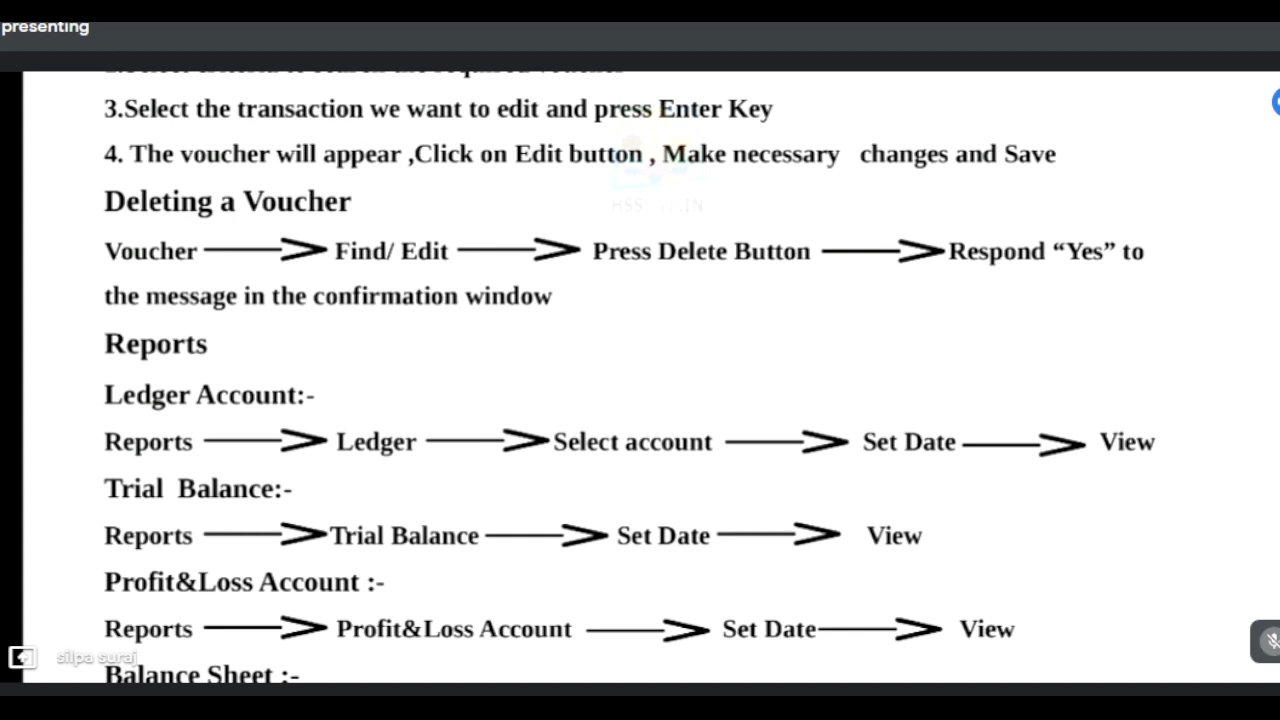 presenting
3.Select the transaction we want to edit and press Enter Key
4. The voucher will appear ,Click on Edit button , Make necessary changes and Save
Deleting a Voucher
Voucher Find/ Edit Press Delete Button Respond “Yes” to
the message in the confirmation window
Reports
Ledger Account:-
Reports Ledger Select account Set Date View
Trial Balance:-
Reports Trial Balance Set Date View
Profit&Loss Account :-
Reports Profit&Loss Account Set Date View
silpa suraj
Balance Sheet :-